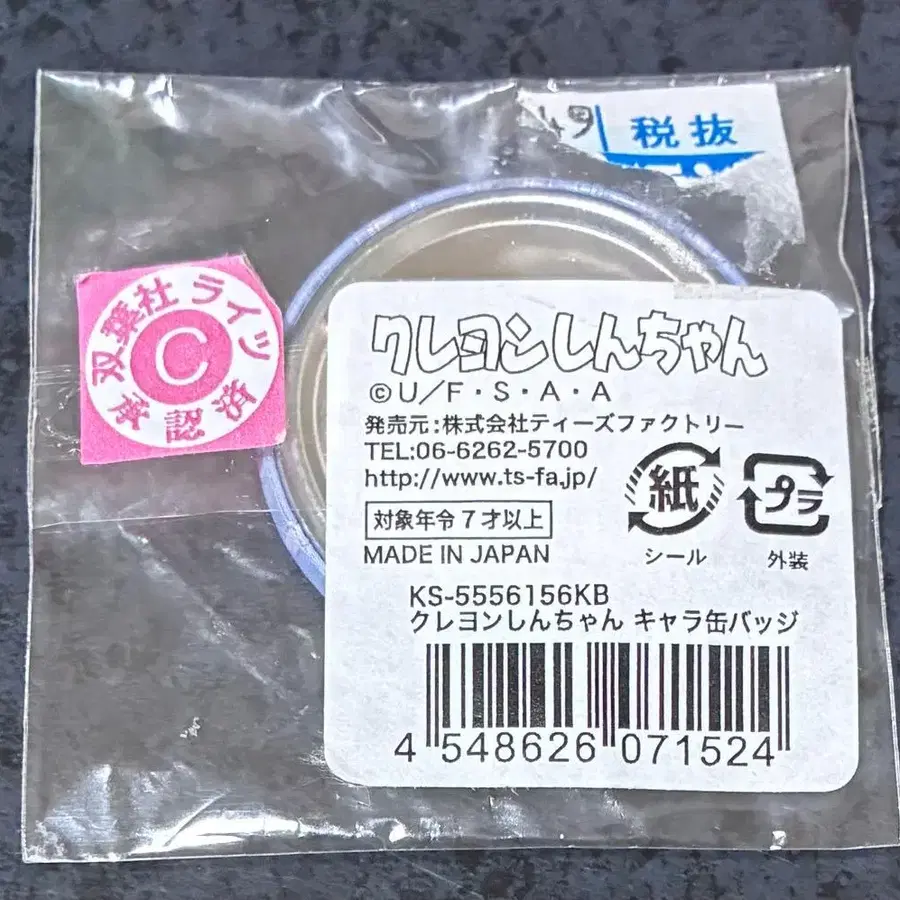 49 税抜
双葉社ライツ
C
承認済
クレヨンしんちゃん
©U/F・S・A・A
発売元:株式会社ティーズファクトリー
TEL:06-6262-5700
http://www.ts-fa.jp/
対象年令7才以上
MADE IN JAPAN
紙
シール
プラ
外装
KS-5556156KB
クレヨンしんちゃん キャラ缶バッジ
4 548626 071524